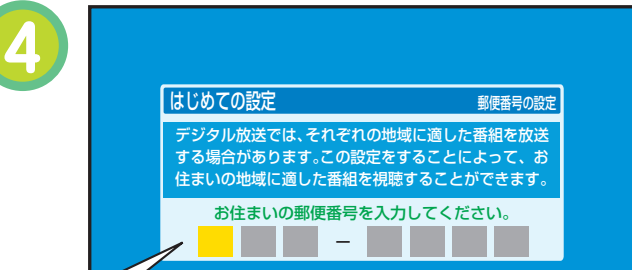 4
はじめての設定 郵便番号の設定
デジタル放送では、それぞれの地域に適した番組を放送
する場合があります。この設定をすることによって、お
住まいの地域に適した番組を視聴することができます。
お住まいの郵便番号を入力してください。
－